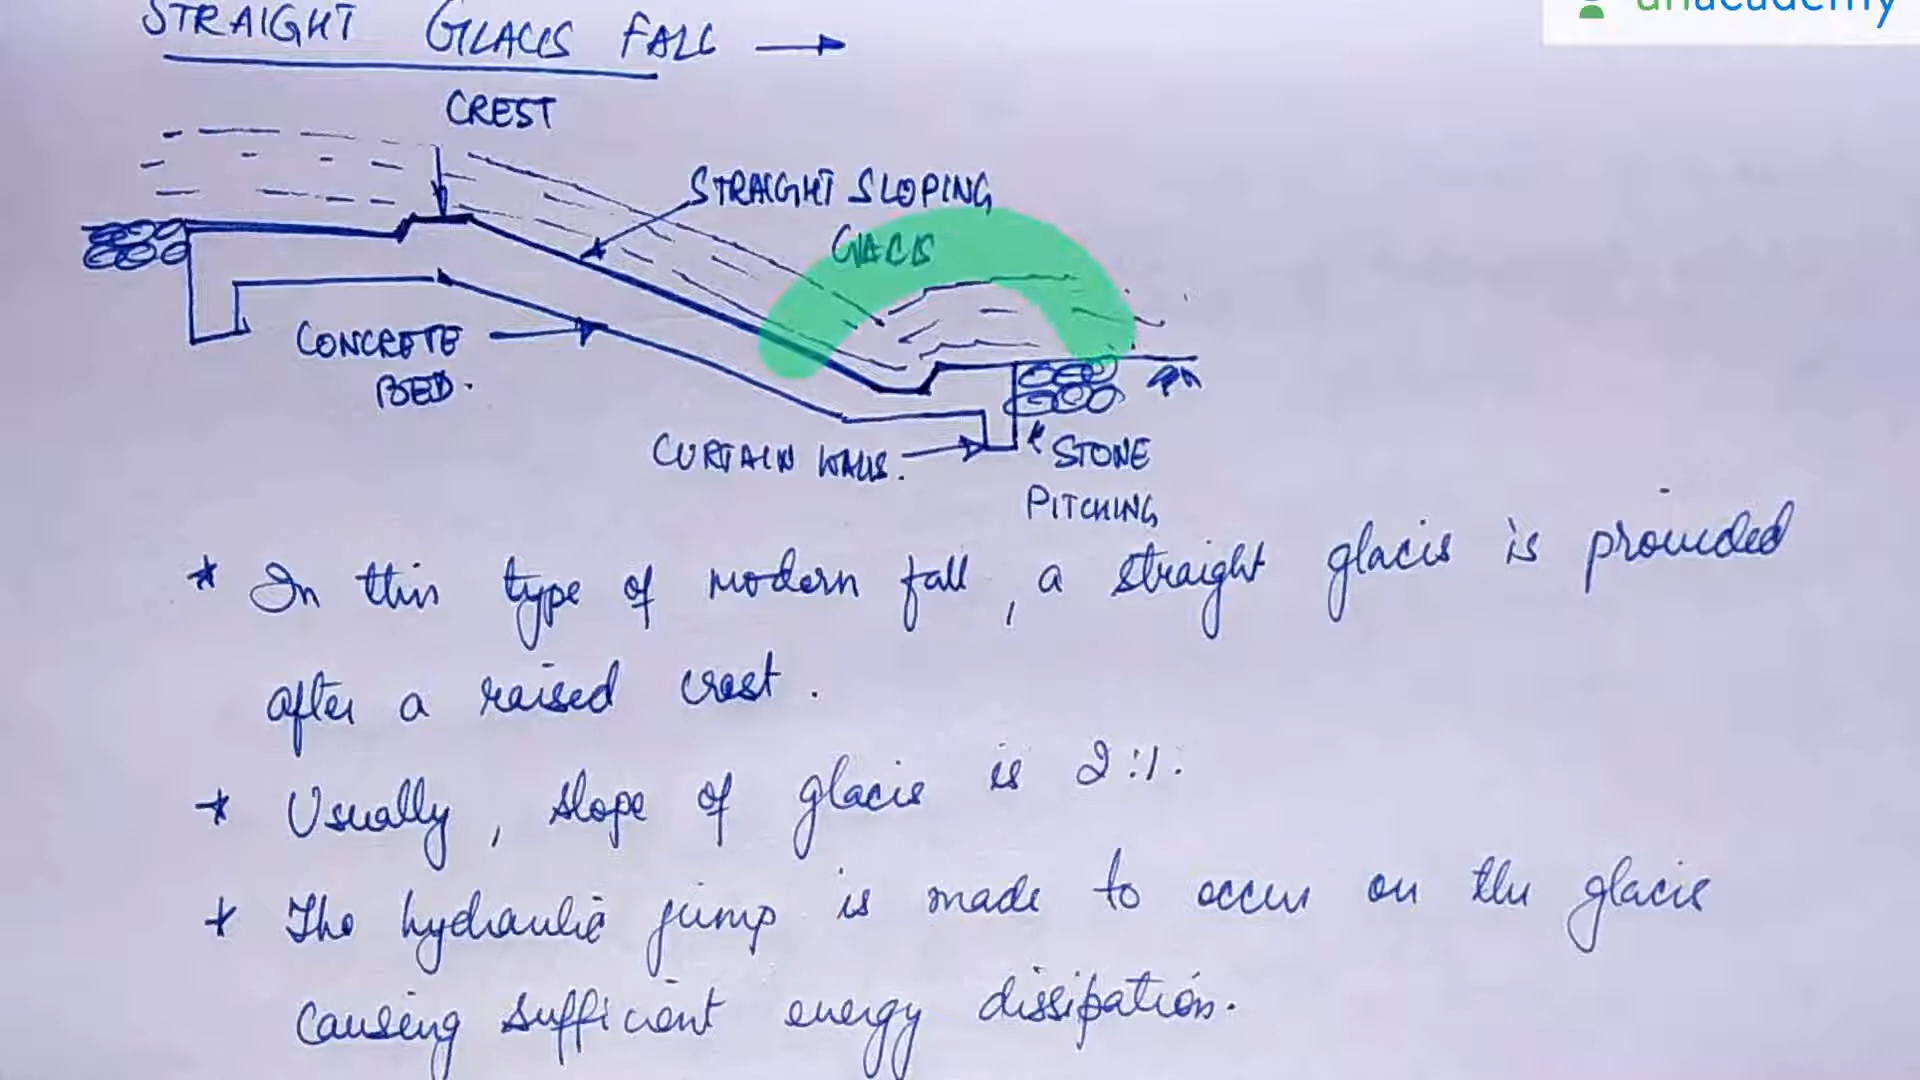 unacademy
STRAIGHT GLACIS FALL
CREST
STRAIGHT SLOPING
GLACIS
CONCRETE
BED.
CURTAIN WALLS.
STONE
PITCHING
* In this type of modern fall, a straight glacis is provided
after a raised crest.
* Usually, slope of glacis is 2:1.
* The hydraulic jump is made to occur on the glacis
causing sufficient energy dissipation.